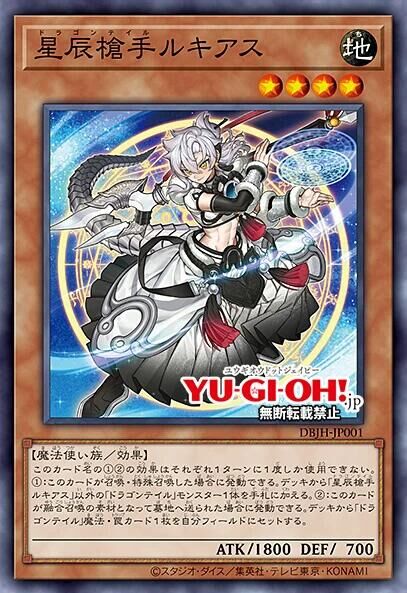 ドラゴンテイル
星辰槍手ルキアス
ち
地
ユウギオウドットジェイピー
YU-GI-OH!.jp
無断転載禁止
DBJH-JP001
【魔法使い族/効果】
このカード名の①②の効果はそれぞれ1ターンに1度しか使用できない。
①:このカードが召喚・特殊召喚した場合に発動できる。デッキから「星辰槍手
ルキアス」以外の「ドラゴンテイル」モンスター1体を手札に加える。②:このカード
が融合召喚の素材となって墓地へ送られた場合に発動できる。デッキから「ド
ラゴンテイル」魔法・罠カード1枚を自分フィールドにセットする。
ATK/1800 DEF/ 700
©スタジオ・ダイス/集英社・テレビ東京・KONAMI